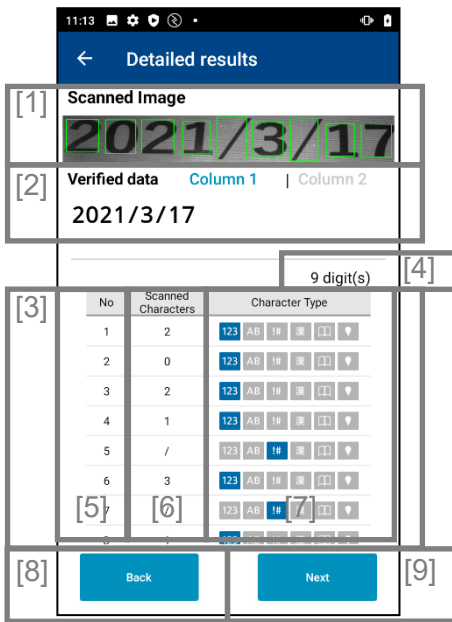 11:13
Detailed results
[1] Scanned Image
2021/3/17
[2] Verified data Column 1 | Column 2
2021/3/17
9 digit(s) [4]
[3] No Scanned Characters Character Type
1 2 123 AB !# 漢
2 0 123 AB !# 漢
3 2 123 AB !# 漢
4 1 123 AB !# 漢
5 / 123 AB !# 漢
6 3 123 AB !# 漢
7 / 123 AB !# 漢
[5] [6] [7]
[8] Back Next [9]